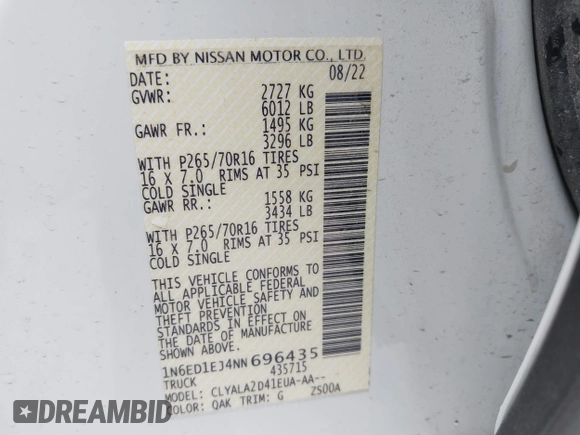 MFD BY NISSAN MOTOR CO., LTD.
DATE: 08/22
GVWR: 2727 KG
6012 LB
GAWR FR.: 1495 KG
3296 LB
WITH P265/70R16 TIRES
16 X 7.0 RIMS AT 35 PSI
COLD SINGLE
GAWR RR.: 1558 KG
3434 LB
WITH P265/70R16 TIRES
16 X 7.0 RIMS AT 35 PSI
COLD SINGLE
THIS VEHICLE CONFORMS TO
ALL APPLICABLE FEDERAL
MOTOR VEHICLE SAFETY AND
THEFT PREVENTION
STANDARDS IN EFFECT ON
THE DATE OF MANUFACTURE
SHOWN ABOVE.
1N6ED1EJ4NN696435
TRUCK 435715
MODEL: CLYALA2D41EUA-AA--
COLOR: QAK TRIM: G 2S00A
DREAMBID